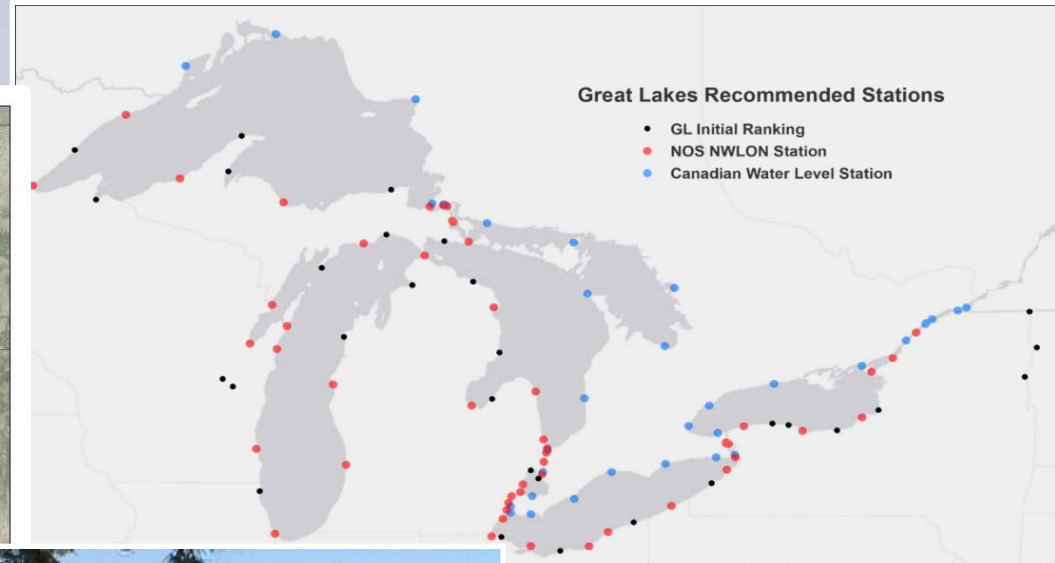 Great Lakes Recommended Stations
GL Initial Ranking
NOS NWLON Station
Canadian Water Level Station